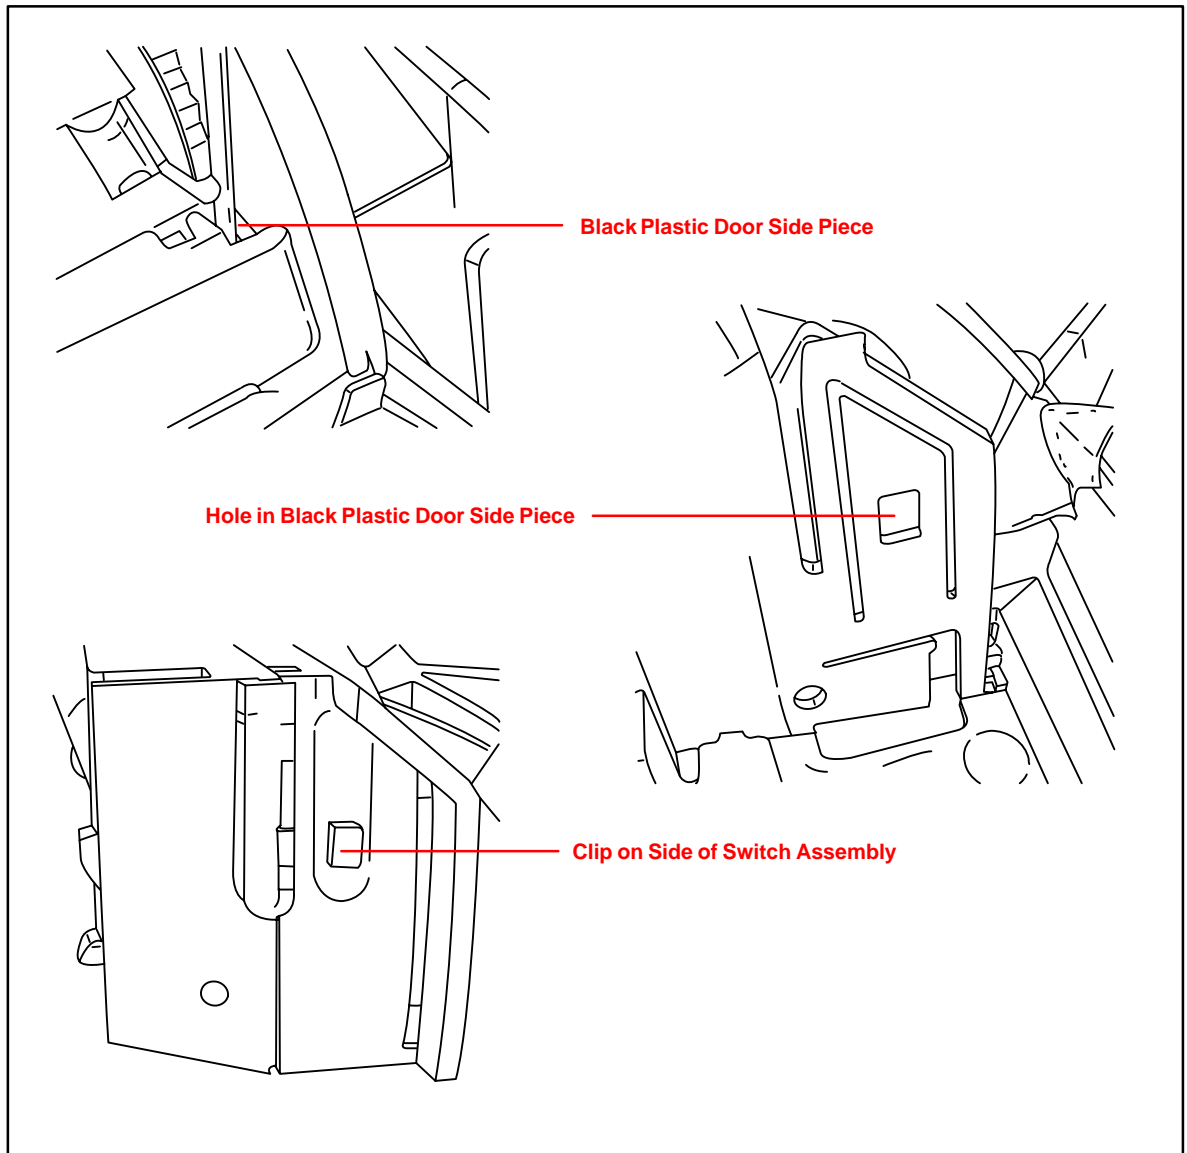 Black Plastic Door Side Piece
Hole in Black Plastic Door Side Piece
Clip on Side of Switch Assembly